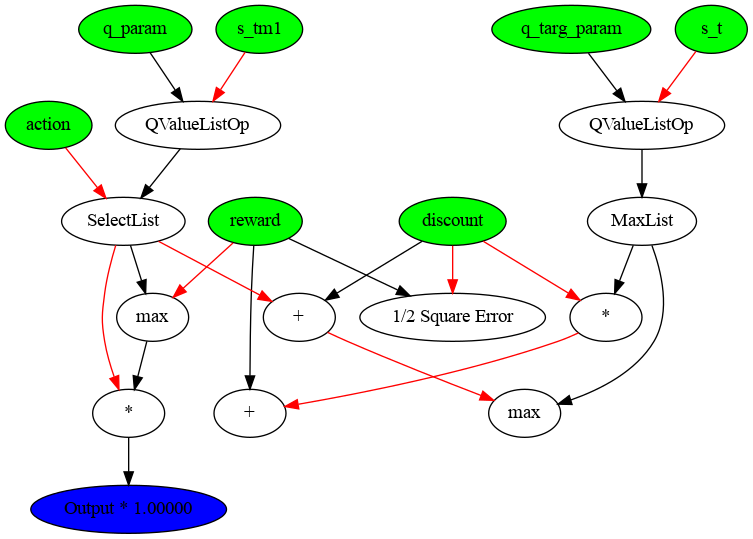 q_param
s_tm1
q_targ_param
s_t
action
QValueListOp
QValueListOp
SelectList
reward
discount
MaxList
max
+
1/2 Square Error
*
*
+
max
Output * 1.00000